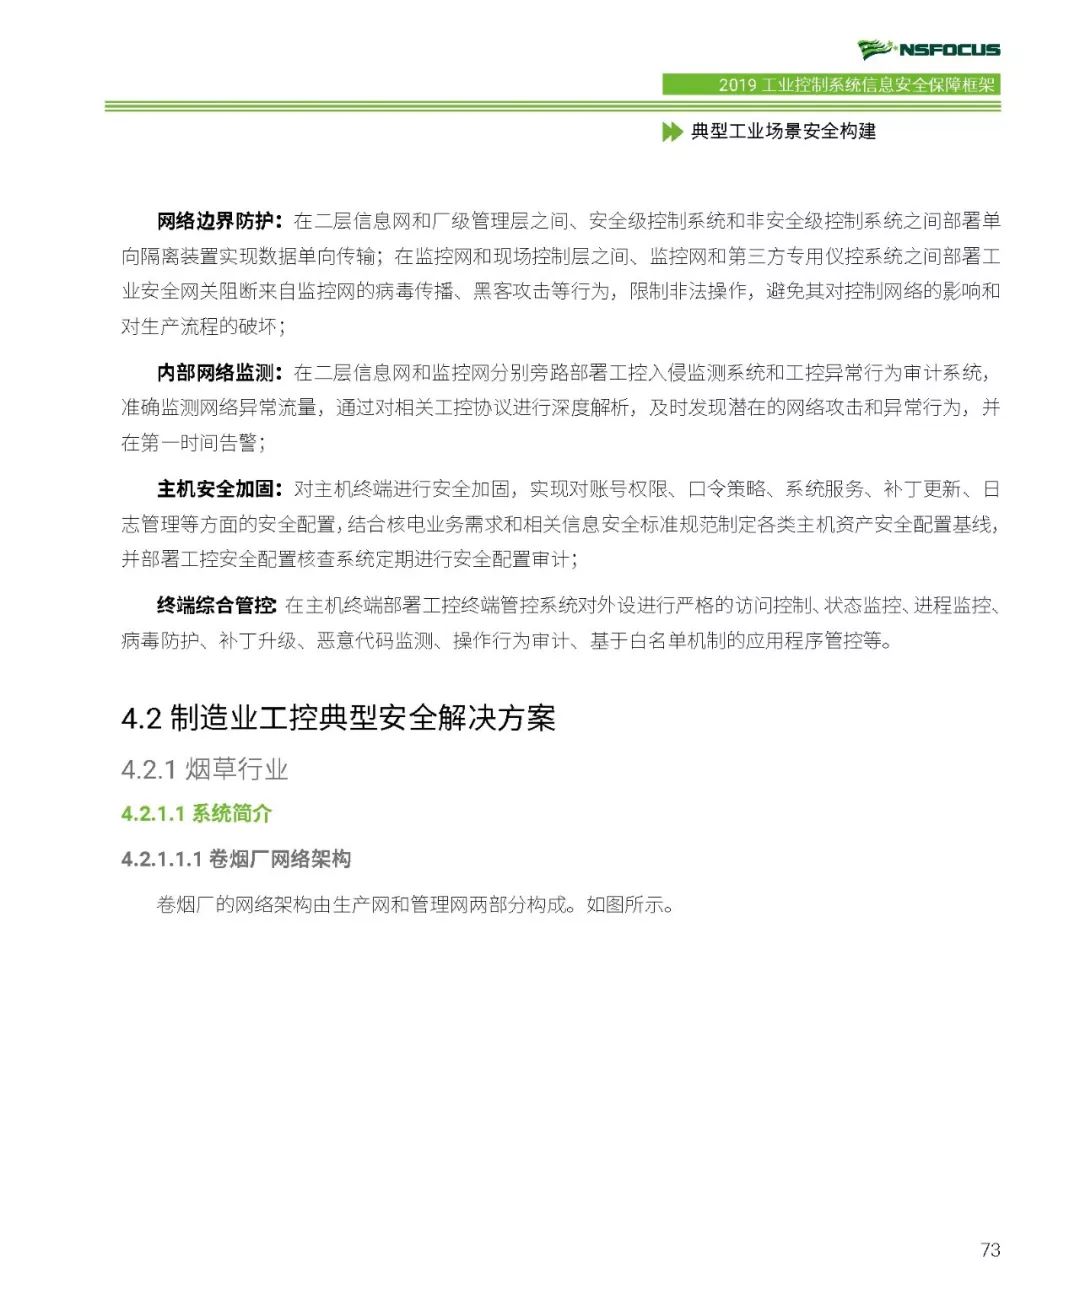 NSFOCUS
2019 工业控制系统信息安全保障框架
典型工业场景安全构建
网络边界防护：在二层信息网和厂级管理层之间、安全级控制系统和非安全级控制系统之间部署单
向隔离装置实现数据单向传输；在监控网和现场控制层之间、监控网和第三方专用仪控系统之间部署工
业安全网关阻断来自监控网的病毒传播、黑客攻击等行为，限制非法操作，避免其对控制网络的影响和
对生产流程的破坏；
内部网络监测：在二层信息网和监控网分别旁路部署工控入侵监测系统和工控异常行为审计系统，
准确监测网络异常流量，通过对相关工控协议进行深度解析，及时发现潜在的网络攻击和异常行为，并
在第一时间告警；
主机安全加固：对主机终端进行安全加固，实现对账号权限、口令策略、系统服务、补丁更新、日
志管理等方面的安全配置，结合核电业务需求和相关信息安全标准规范制定各类主机资产安全配置基线，
并部署工控安全配置核查系统定期进行安全配置审计；
终端综合管控：在主机终端部署工控终端管控系统对外设进行严格的访问控制、状态监控、进程监控、
病毒防护、补丁升级、恶意代码监测、操作行为审计、基于白名单机制的应用程序管控等。
4.2 制造业工控典型安全解决方案
4.2.1 烟草行业
4.2.1.1 系统简介
4.2.1.1.1 卷烟厂网络架构
卷烟厂的网络架构由生产网和管理网两部分构成。如图所示。
73